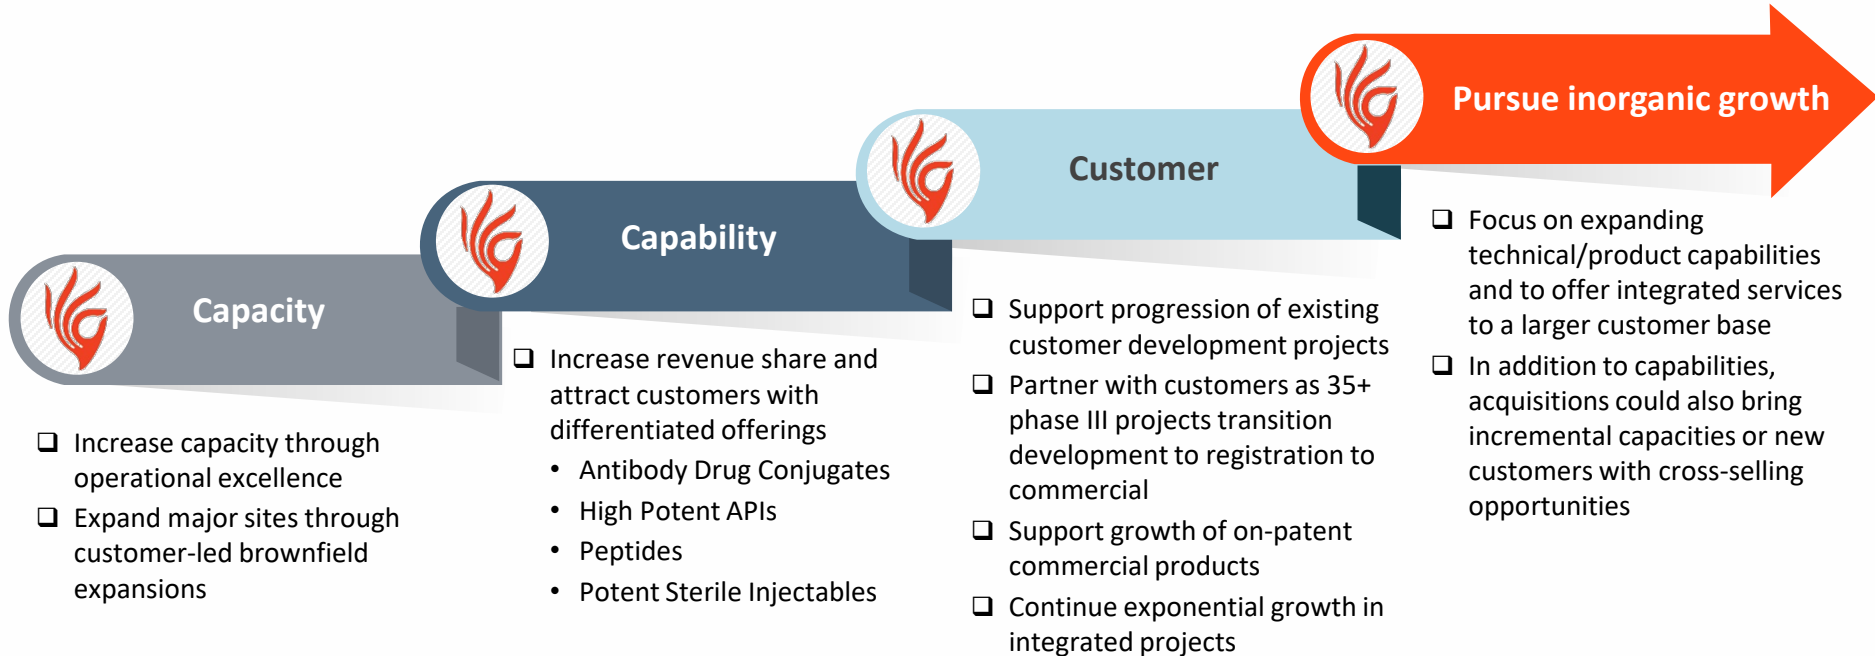 Capacity
❑ Increase capacity through
operational excellence
❑ Expand major sites through
customer-led brownfield
expansions
Capability
❑ Increase revenue share and
attract customers with
differentiated offerings
• Antibody Drug Conjugates
• High Potent APIs
• Peptides
• Potent Sterile Injectables
Customer
❑ Support progression of existing
customer development projects
❑ Partner with customers as 35+
phase III projects transition
development to registration to
commercial
❑ Support growth of on-patent
commercial products
❑ Continue exponential growth in
integrated projects
Pursue inorganic growth
❑ Focus on expanding
technical/product capabilities
and to offer integrated services
to a larger customer base
❑ In addition to capabilities,
acquisitions could also bring
incremental capacities or new
customers with cross-selling
opportunities